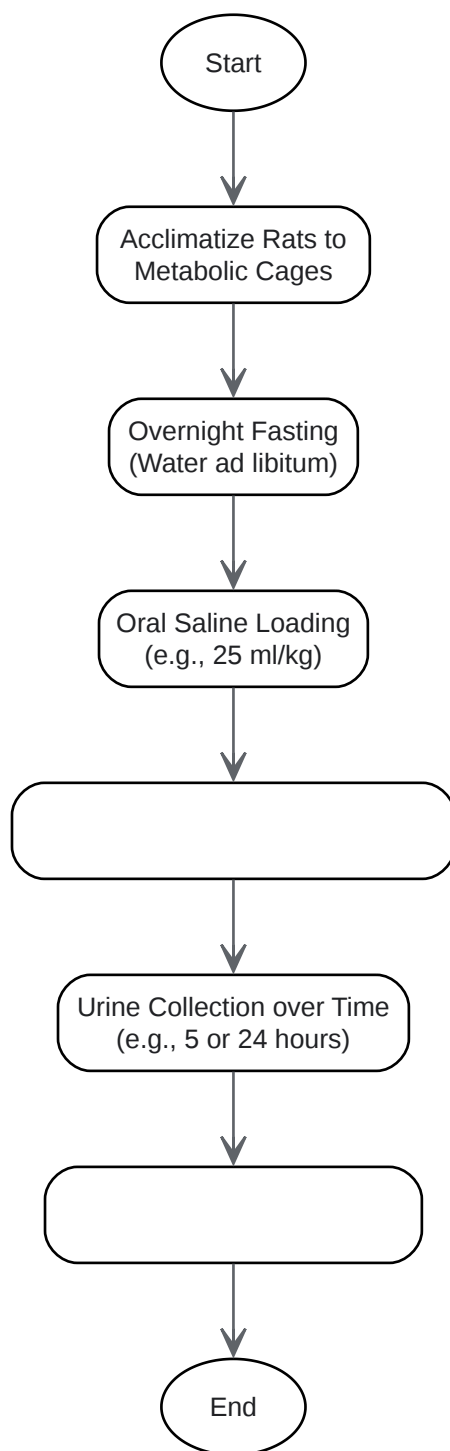 Start
Acclimatize Rats to
Metabolic Cages
Overnight Fasting
(Water ad libitum)
Oral Saline Loading
(e.g., 25 ml/kg)
Urine Collection over Time
(e.g., 5 or 24 hours)
End